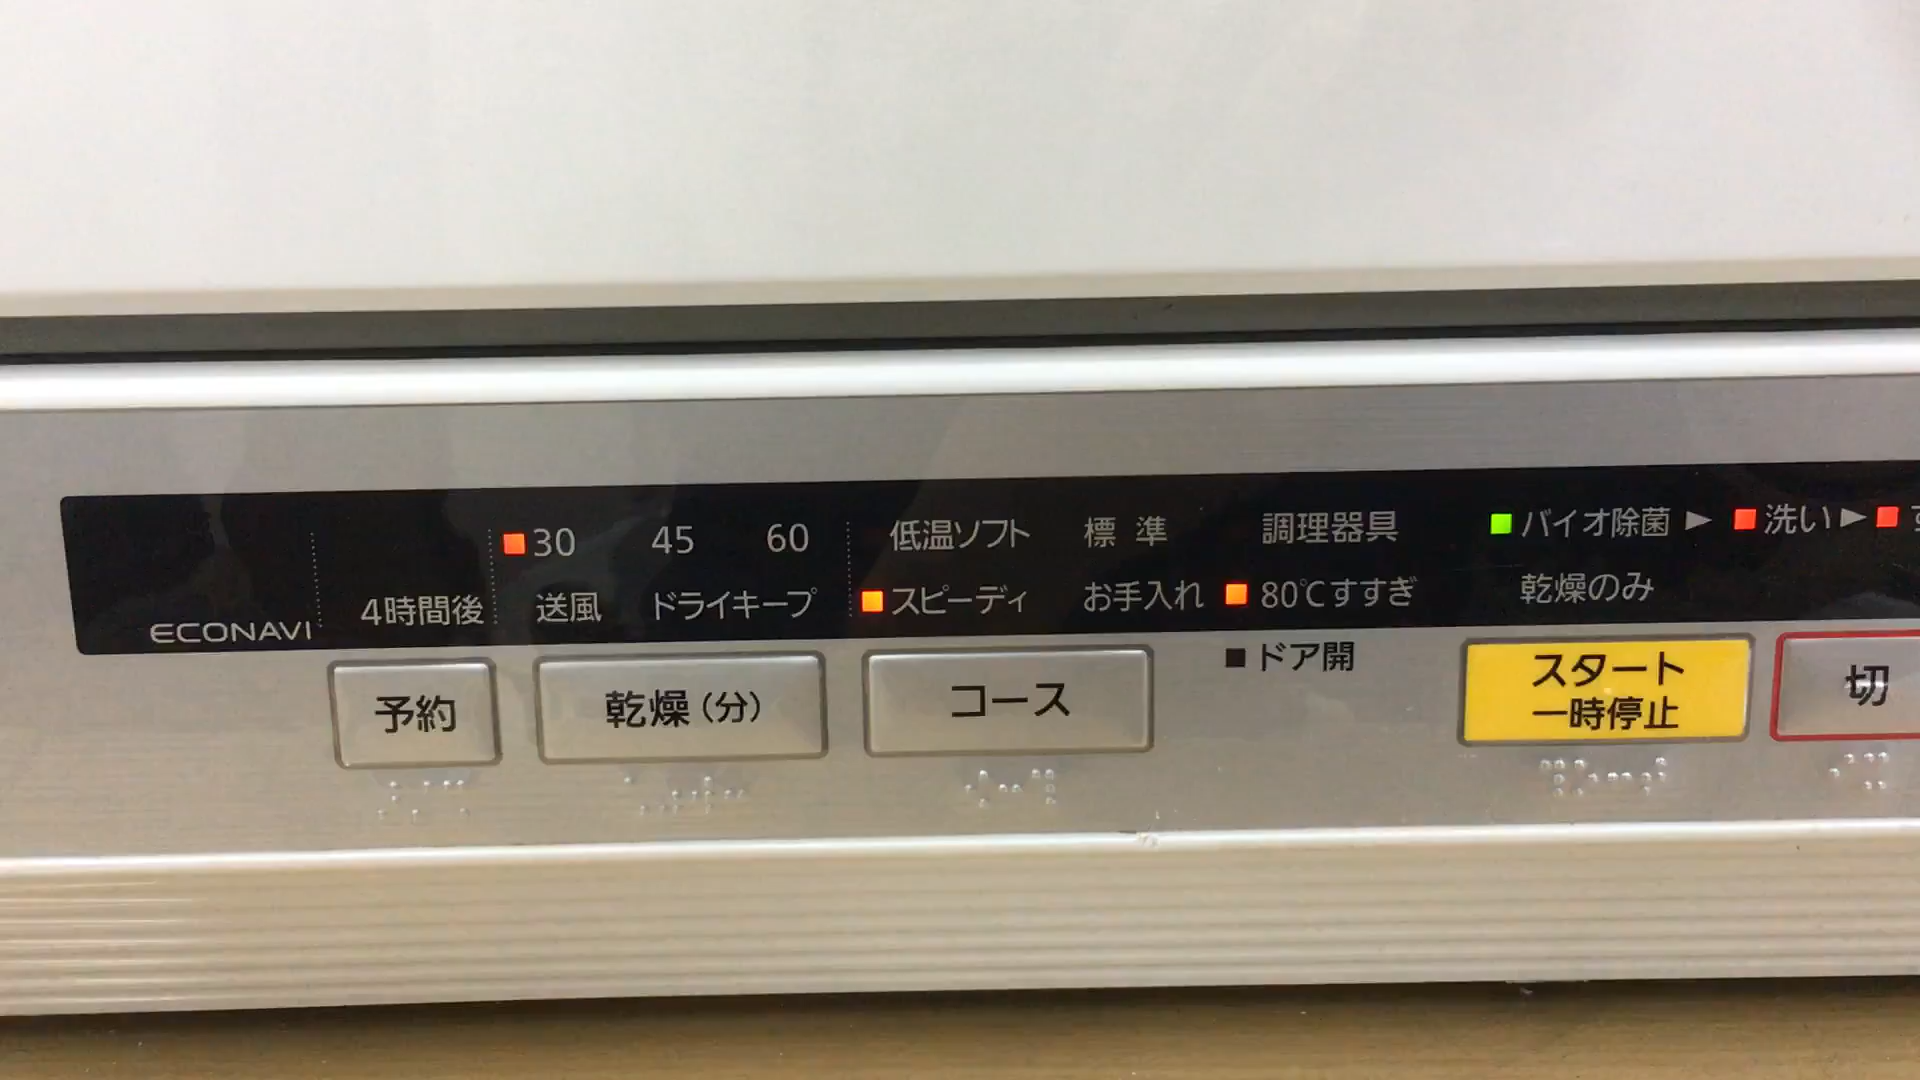 30 45 60 低温ソフト 標準 調理器具 バイオ除菌 ▶ 洗い ▶
ECONAVI 4時間後 送風 ドライキープ スピーディ お手入れ 80℃すすぎ 乾燥のみ
ドア開
予約 乾燥(分) コース スタート 切
一時停止